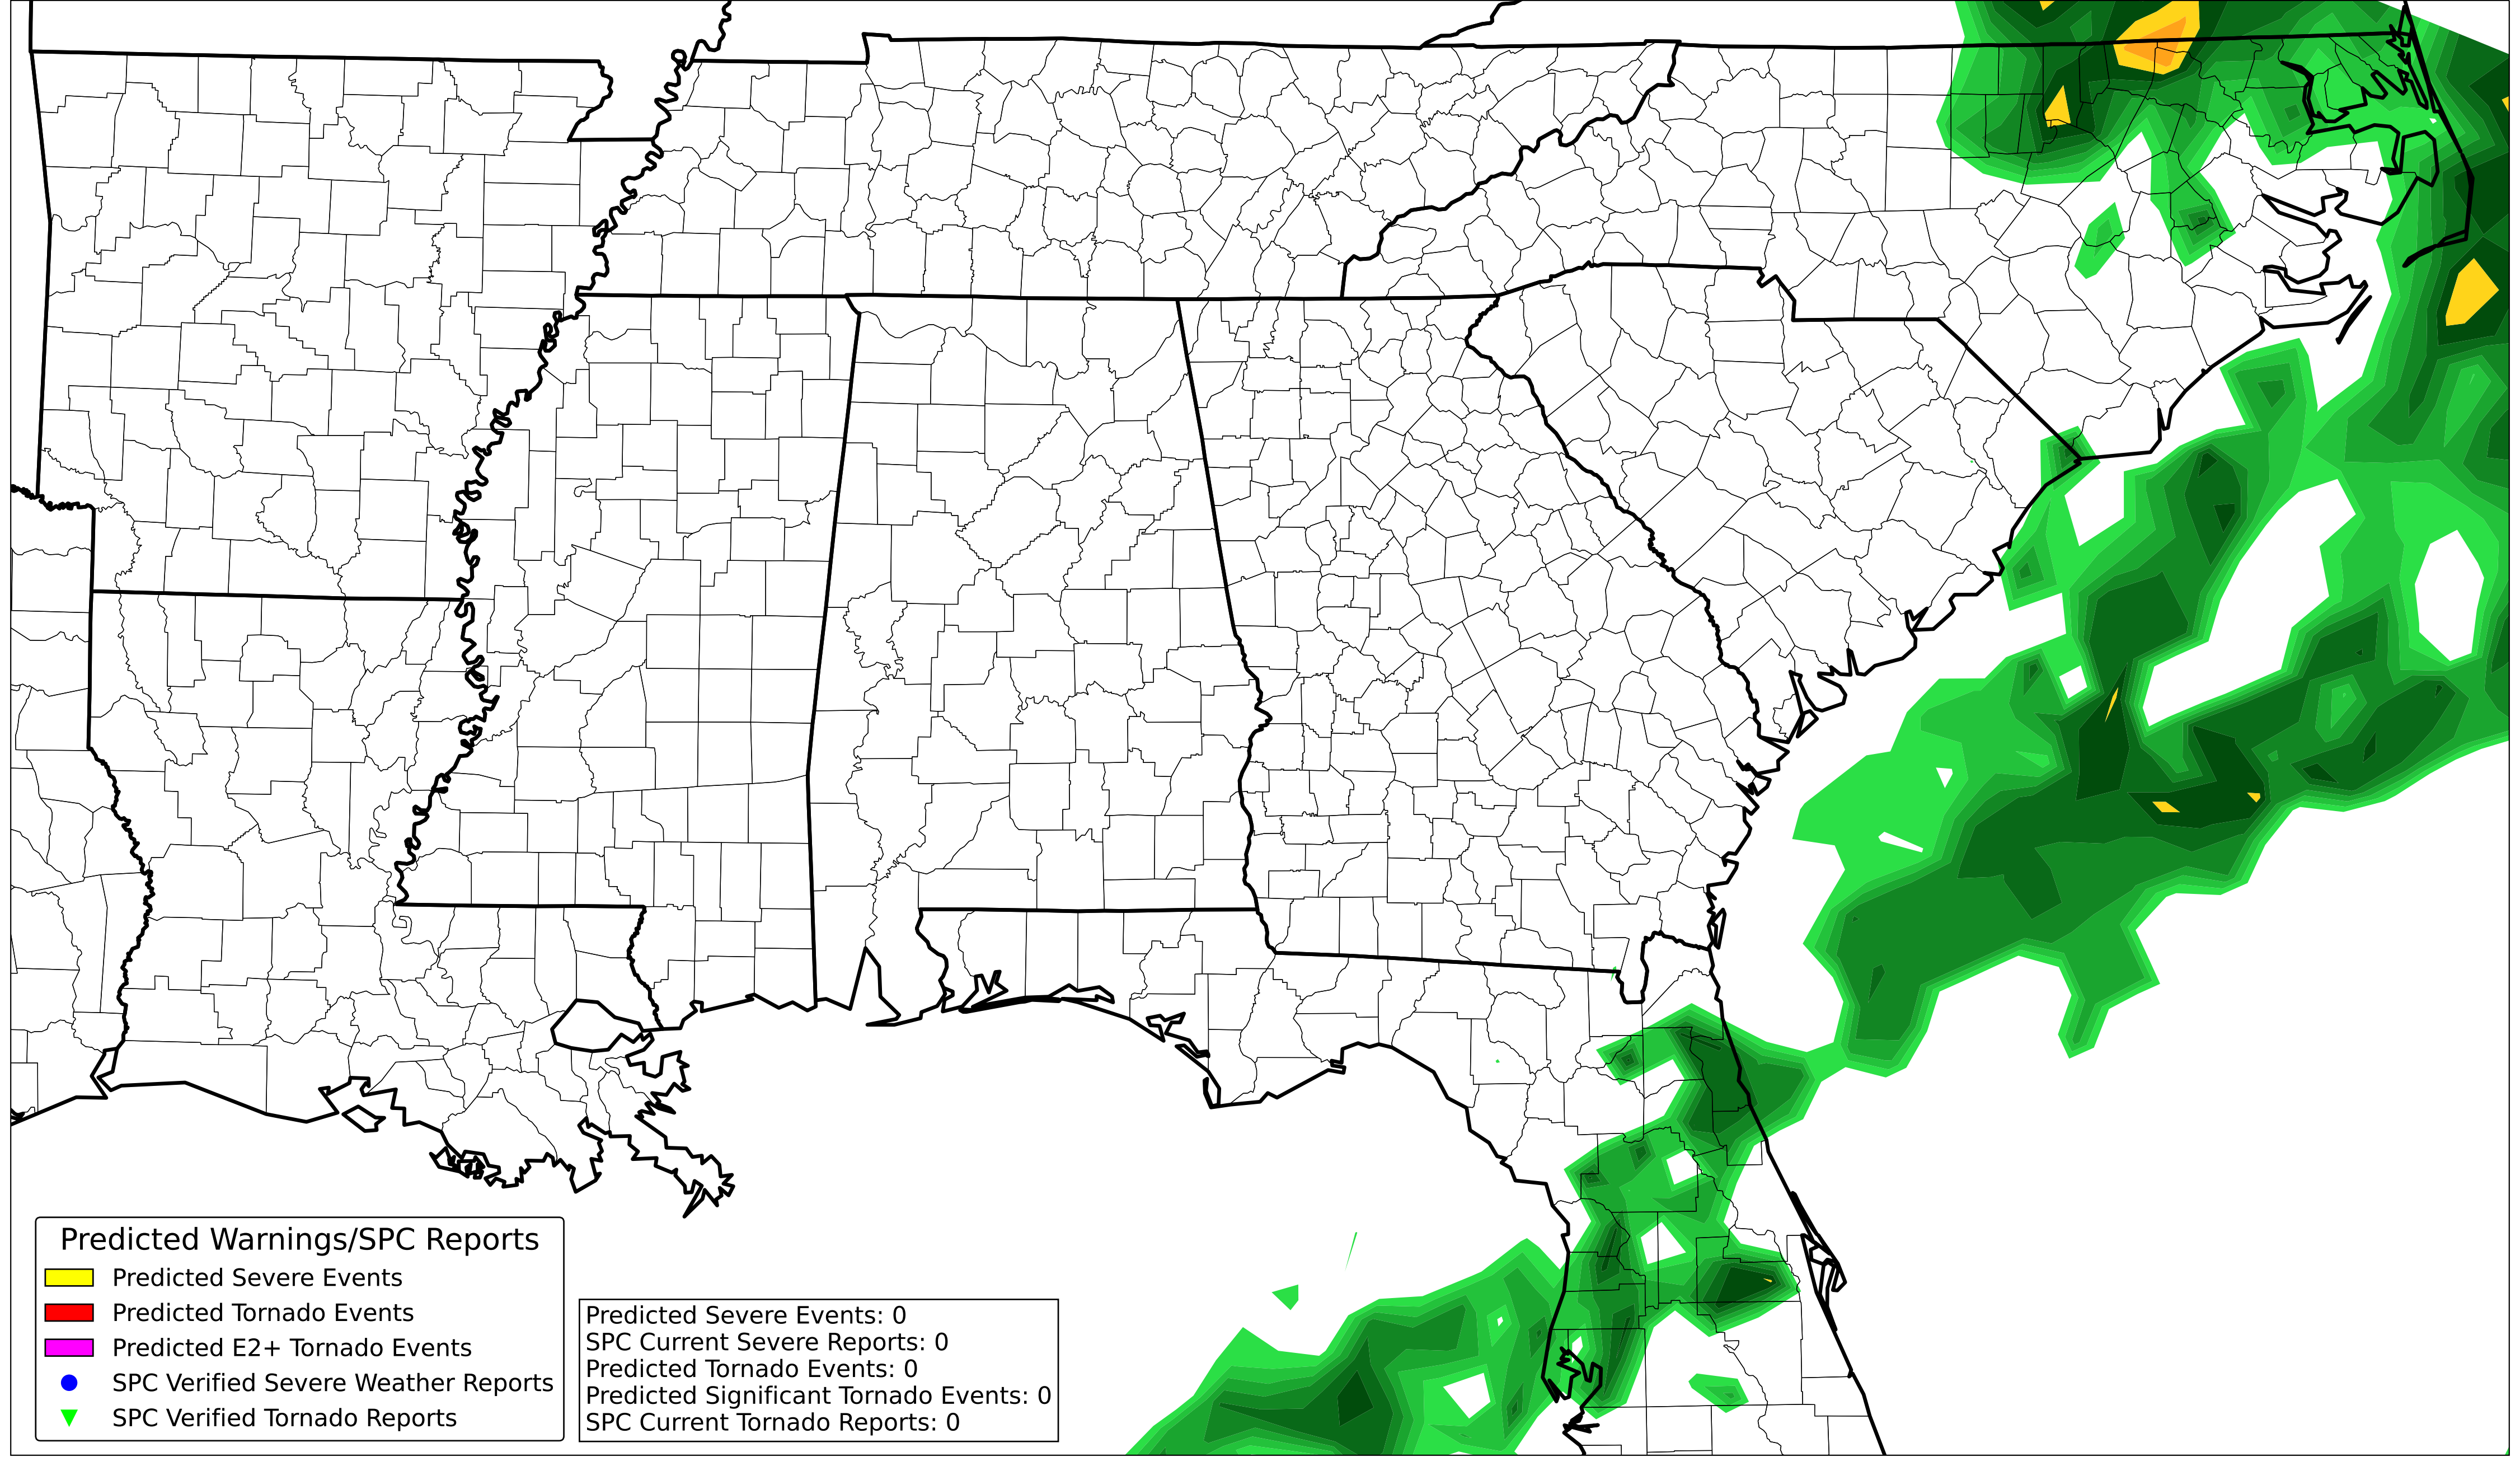 Predicted Warnings/SPC Reports
Predicted Severe Events
Predicted Tornado Events
Predicted E2+ Tornado Events
SPC Verified Severe Weather Reports
SPC Verified Tornado Reports
Predicted Severe Events: 0
SPC Current Severe Reports: 0
Predicted Tornado Events: 0
Predicted Significant Tornado Events: 0
SPC Current Tornado Reports: 0